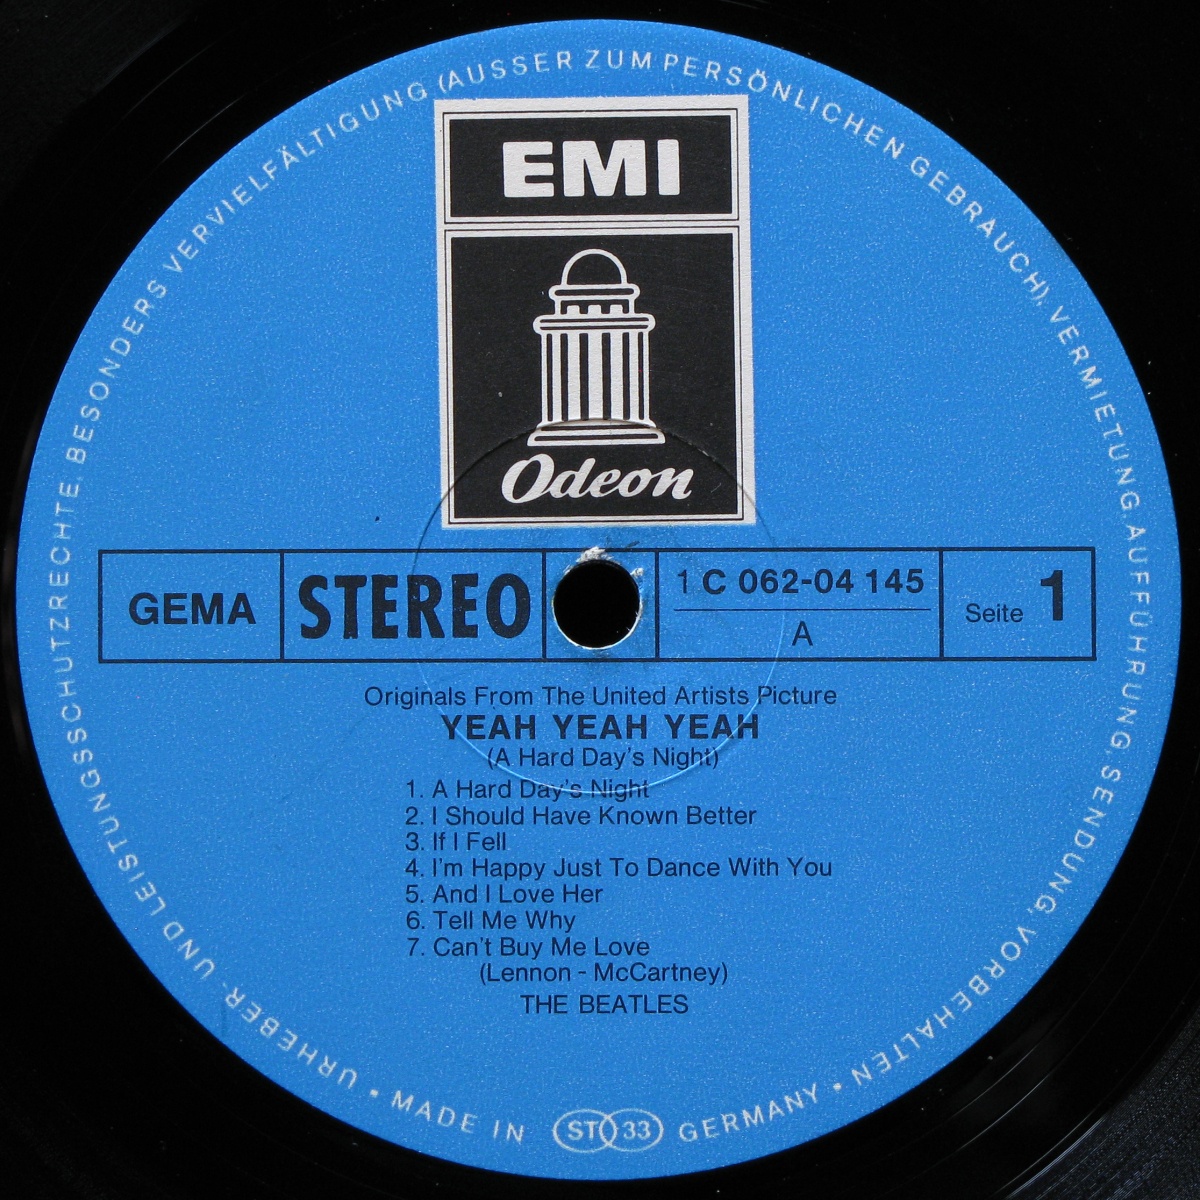 URHEBER- UND LEISTUNGSSCHUTZRECHTE, BESONDERS VERVIELFÄLTIGUNG (AUSSER ZUM PERSÖNLICHEN GEBRAUCH), VERMIETUNG, AUFFÜHRUNG, SENDUNG, VORBEHALTEN •
EMI
Odeon
GEMA
STEREO
1 C 062-04 145
A
Seite 1
Originals From The United Artists Picture
YEAH YEAH YEAH
(A Hard Day's Night)
1. A Hard Day's Night
2. I Should Have Known Better
3. If I Fell
4. I'm Happy Just To Dance With You
5. And I Love Her
6. Tell Me Why
7. Can't Buy Me Love
(Lennon - McCartney)
THE BEATLES
• MADE IN ST 33 GERMANY